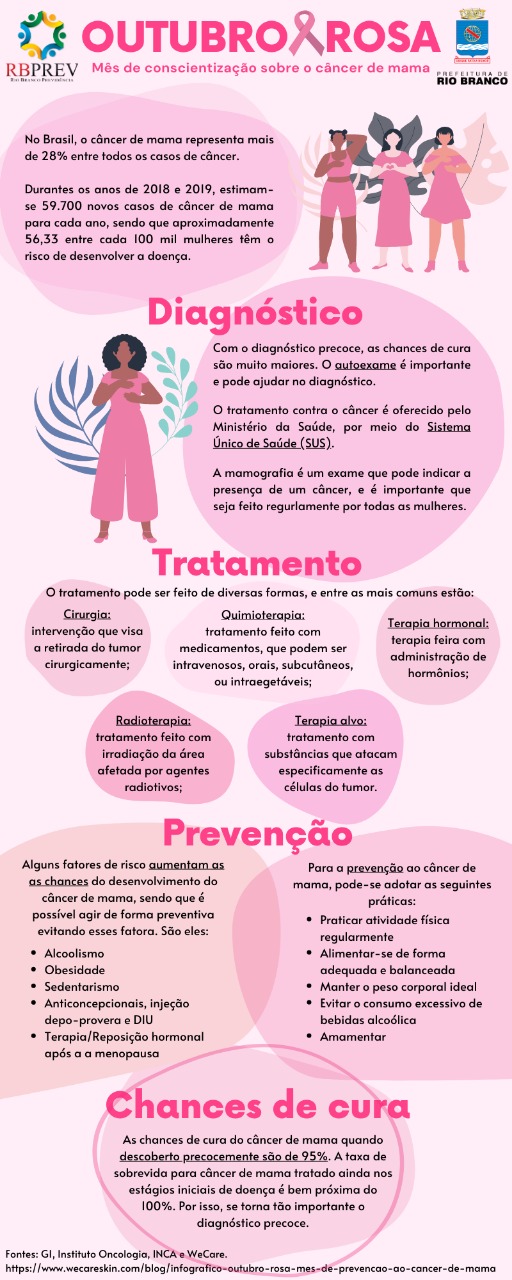 OUTUBRO ROSA
Mês de conscientização sobre o câncer de mama
RBPREV
RIO BRANCO PREVIDÊNCIA
PREFEITURA DE
RIO BRANCO
No Brasil, o câncer de mama representa mais
de 28% entre todos os casos de câncer.
Durantes os anos de 2018 e 2019, estimam-
se 59.700 novos casos de câncer de mama
para cada ano, sendo que aproximadamente
56,33 entre cada 100 mil mulheres têm o
risco de desenvolver a doença.
Diagnóstico
Com o diagnóstico precoce, as chances de cura
são muito maiores. O autoexame é importante
e pode ajudar no diagnóstico.
O tratamento contra o câncer é oferecido pelo
Ministério da Saúde, por meio do Sistema
Único de Saúde (SUS).
A mamografia é um exame que pode indicar a
presença de um câncer, e é importante que
seja feito regurlamente por todas as mulheres.
Tratamento
O tratamento pode ser feito de diversas formas, e entre as mais comuns estão:
Cirurgia:
intervenção que visa
a retirada do tumor
cirurgicamente;
Quimioterapia:
tratamento feito com
medicamentos, que podem ser
intravenosos, orais, subcutâneos,
ou intraegetáveis;
Terapia hormonal:
terapia feira com
administração de
hormônios;
Radioterapia:
tratamento feito com
irradiação da área
afetada por agentes
radiotivos;
Terapia alvo:
tratamento com
substâncias que atacam
especificamente as
células do tumor.
Prevenção
Alguns fatores de risco aumentam as
as chances do desenvolvimento do
câncer de mama, sendo que é
possível agir de forma preventiva
evitando esses fatora. São eles:
• Alcoolismo
• Obesidade
• Sedentarismo
• Anticoncepcionais, injeção
depo-provera e DIU
• Terapia/Reposição hormonal
após a a menopausa
Para a prevenção ao câncer de
mama, pode-se adotar as seguintes
práticas:
• Praticar atividade física
regularmente
• Alimentar-se de forma
adequada e balanceada
• Manter o peso corporal ideal
• Evitar o consumo excessivo de
bebidas alcoólica
• Amamentar
Chances de cura
As chances de cura do câncer de mama quando
descoberto precocemente são de 95%. A taxa de
sobrevida para câncer de mama tratado ainda nos
estágios iniciais de doença é bem próxima do
100%. Por isso, se torna tão importante o
diagnóstico precoce.
Fontes: G1, Instituto Oncologia, INCA e WeCare.
https://www.wecareskin.com/blog/infografico-outubro-rosa-mes-de-prevencao-ao-cancer-de-mama